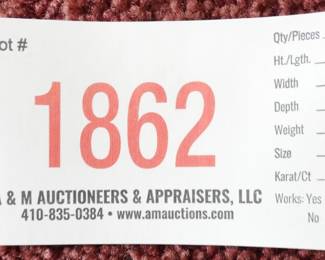 ot #
1862
A & M AUCTIONEERS & APPRAISERS, LLC
410-835-0384 • www.amauctions.com
Qty/Pieces
Ht./Lgth.
Width
Depth
Weight
Size
Karat/Ct
Works: Yes
No